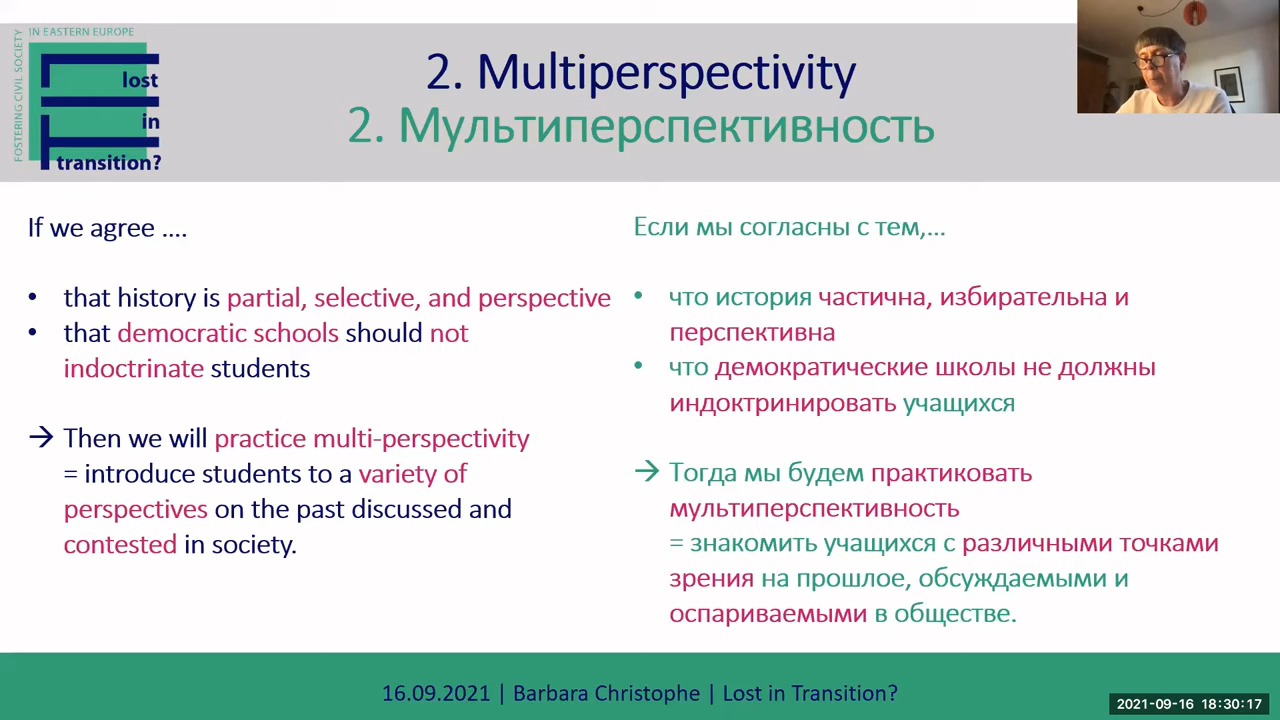 IN EASTERN EUROPE
FOSTERING CIVIL SOCIETY
lost
in
transition?
2. Multiperspectivity
2. Мультиперспективность
If we agree ....
• that history is partial, selective, and perspective
• that democratic schools should not
indoctrinate students
→ Then we will practice multi-perspectivity
= introduce students to a variety of
perspectives on the past discussed and
contested in society.
Если мы согласны с тем,...
• что история частична, избирательна и
перспективна
• что демократические школы не должны
индоктринировать учащихся
→ Тогда мы будем практиковать
мультиперспективность
= знакомить учащихся с различными точками
зрения на прошлое, обсуждаемыми и
оспариваемыми в обществе.
16.09.2021 | Barbara Christophe | Lost in Transition?
2021-09-16 18:30:17